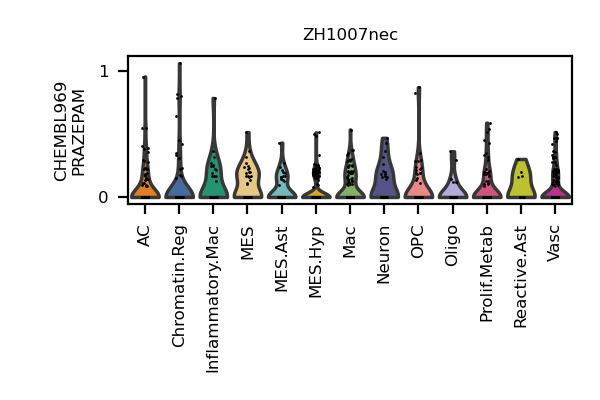 ZH1007nec
CHEMBL969
PRAZEPAM
1
0
AC
Chromatin.Reg
Inflammatory.Mac
MES
MES.Ast
MES.Hyp
Mac
Neuron
OPC
Oligo
Prolif.Metab
Reactive.Ast
Vasc